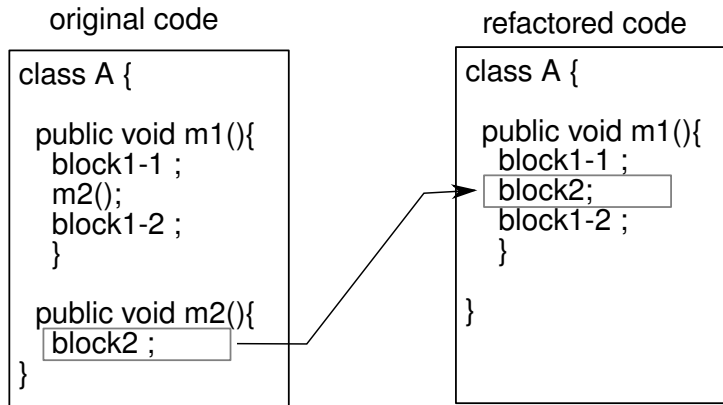 original code
class A {
public void m1(){
block1-1 ;
m2();
block1-2 ;
}
public void m2(){
block2 ;
}
refactored code
class A {
public void m1(){
block1-1 ;
block2;
block1-2 ;
}
}